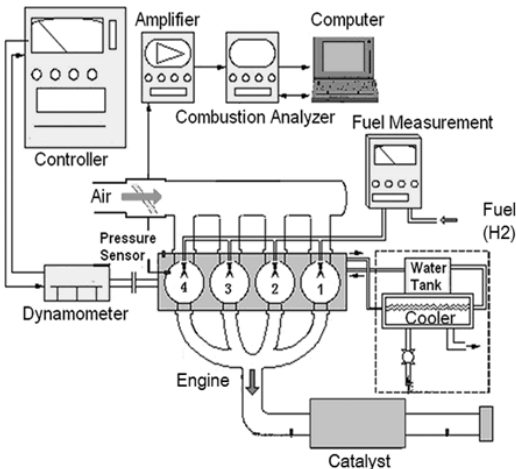 Amplifier
Computer
Combustion Analyzer
Fuel Measurement
Controller
Air
Fuel
(H2)
Pressure
Sensor
Water
Tank
4 3 2 1
Cooler
Dynamometer
Engine
Catalyst